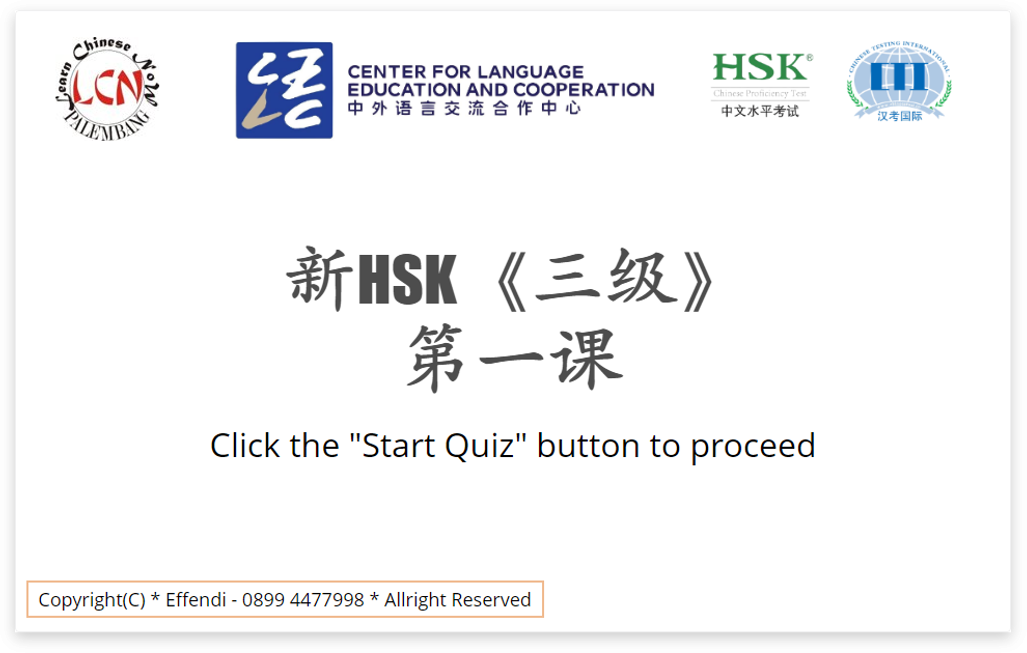 Learn Chinese Now
LCN
PALEMBANG
语
CENTER FOR LANGUAGE
EDUCATION AND COOPERATION
中外语言交流合作中心
HSK®
Chinese Proficiency Test
中文水平考试
CHINESE TESTING INTERNATIONAL
汉考国际
新HSK《三级》
第一课
Click the "Start Quiz" button to proceed
Copyright(C) * Effendi - 0899 4477998 * Allright Reserved